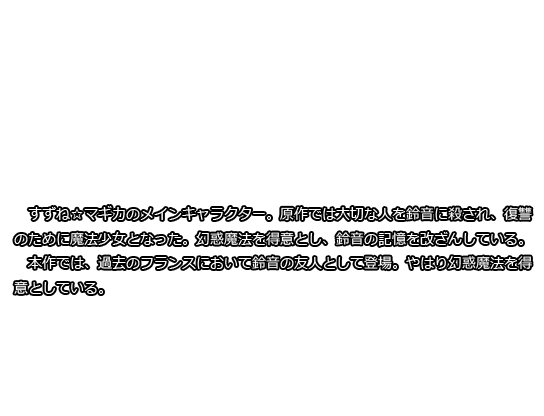 すずね☆マギカのメインキャラクター。原作では大切な人を鈴音に殺され、復讐
のために魔法少女となった。幻惑魔法を得意とし、鈴音の記憶を改ざんしている。
　本作では、過去のフランスにおいて鈴音の友人として登場。やはり幻惑魔法を得
意としている。